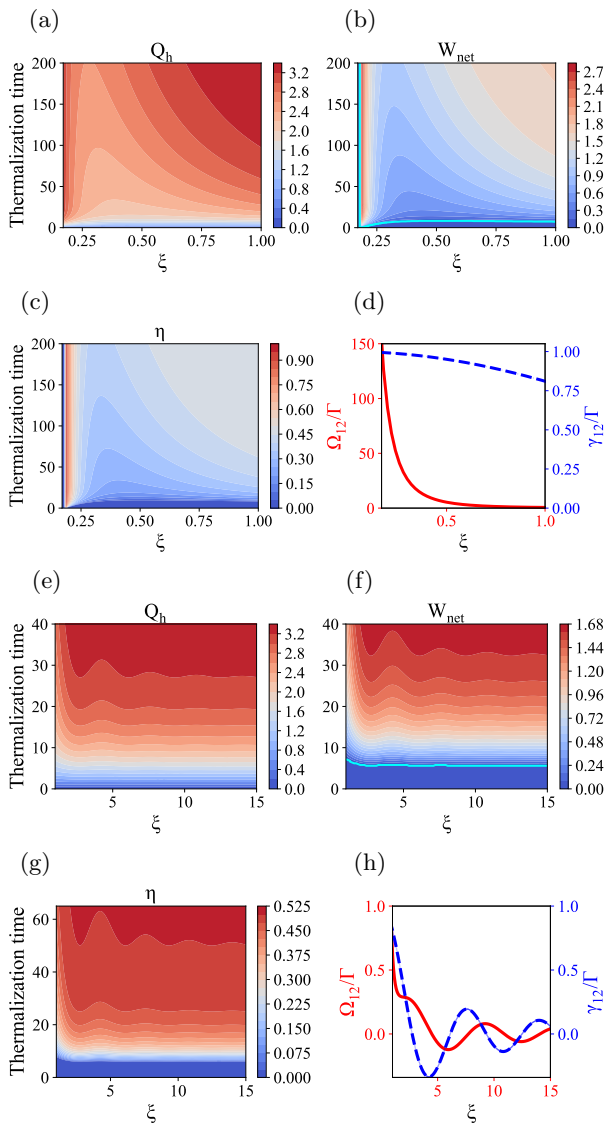 (a)
Q_h
Thermalization time
200
150
100
50
0
0.25 0.50 0.75 1.00
ξ
3.2
2.8
2.4
2.0
1.6
1.2
0.8
0.4
0.0
(b)
W_net
200
150
100
50
0
0.25 0.50 0.75 1.00
ξ
2.7
2.4
2.1
1.8
1.5
1.2
0.9
0.6
0.3
0.0
(c)
η
Thermalization time
200
150
100
50
0
0.25 0.50 0.75 1.00
ξ
0.90
0.75
0.60
0.45
0.30
0.15
0.00
(d)
Ω₁₂/Γ
150
100
50
0
0.5 1.0
ξ
1.00
0.75
0.50
0.25
0.00
γ₁₂/Γ
(e)
Q_h
Thermalization time
40
30
20
10
0
5 10 15
ξ
3.2
2.8
2.4
2.0
1.6
1.2
0.8
0.4
0.0
(f)
W_net
40
30
20
10
0
5 10 15
ξ
1.68
1.44
1.20
0.96
0.72
0.48
0.24
0.00
(g)
η
Thermalization time
60
40
20
0
5 10 15
ξ
0.525
0.450
0.375
0.300
0.225
0.150
0.075
0.000
(h)
Ω₁₂/Γ
1.0
0.5
0.0
5 10 15
ξ
1.0
0.5
0.0
γ₁₂/Γ